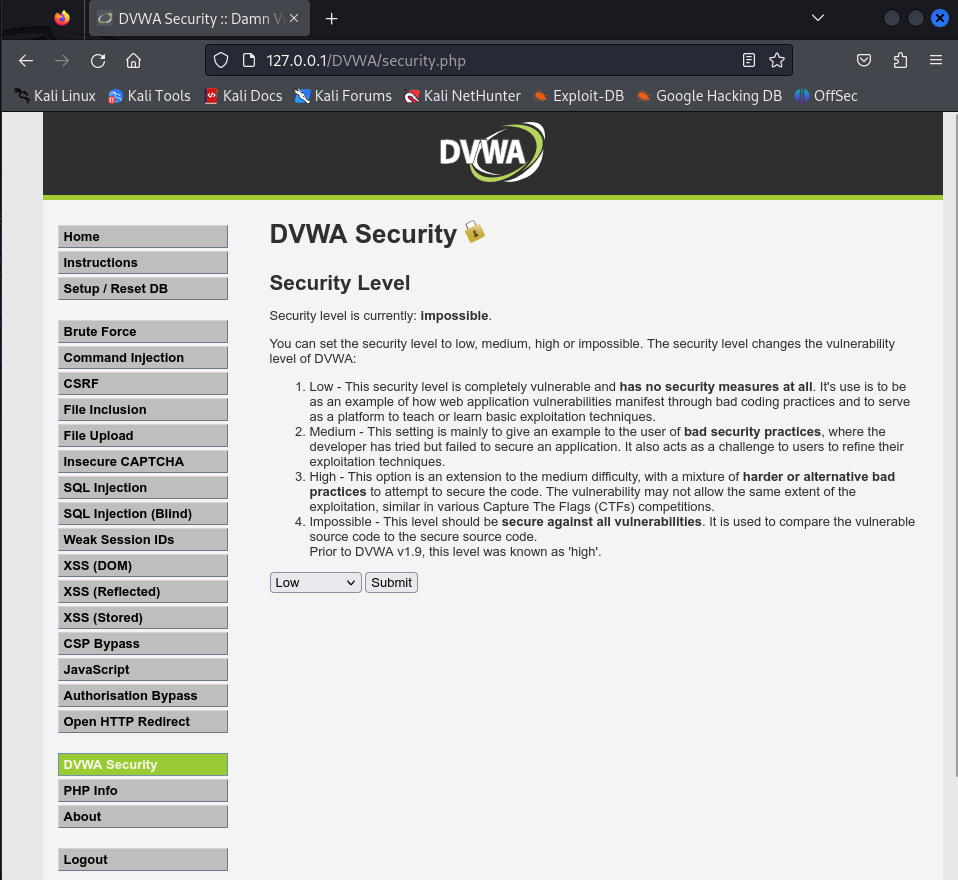 DVWA Security :: Damn V
127.0.0.1/DVWA/security.php
Kali Linux Kali Tools Kali Docs Kali Forums Kali NetHunter Exploit-DB Google Hacking DB OffSec
DVWA
Home
Instructions
Setup / Reset DB
Brute Force
Command Injection
CSRF
File Inclusion
File Upload
Insecure CAPTCHA
SQL Injection
SQL Injection (Blind)
Weak Session IDs
XSS (DOM)
XSS (Reflected)
XSS (Stored)
CSP Bypass
JavaScript
Authorisation Bypass
Open HTTP Redirect
DVWA Security
PHP Info
About
Logout
DVWA Security
Security Level
Security level is currently: impossible.
You can set the security level to low, medium, high or impossible. The security level changes the vulnerability
level of DVWA:
1. Low - This security level is completely vulnerable and has no security measures at all. It's use is to be
as an example of how web application vulnerabilities manifest through bad coding practices and to serve
as a platform to teach or learn basic exploitation techniques.
2. Medium - This setting is mainly to give an example to the user of bad security practices, where the
developer has tried but failed to secure an application. It also acts as a challenge to users to refine their
exploitation techniques.
3. High - This option is an extension to the medium difficulty, with a mixture of harder or alternative bad
practices to attempt to secure the code. The vulnerability may not allow the same extent of the
exploitation, similar in various Capture The Flags (CTFs) competitions.
4. Impossible - This level should be secure against all vulnerabilities. It is used to compare the vulnerable
source code to the secure source code.
Prior to DVWA v1.9, this level was known as 'high'.
Low Submit